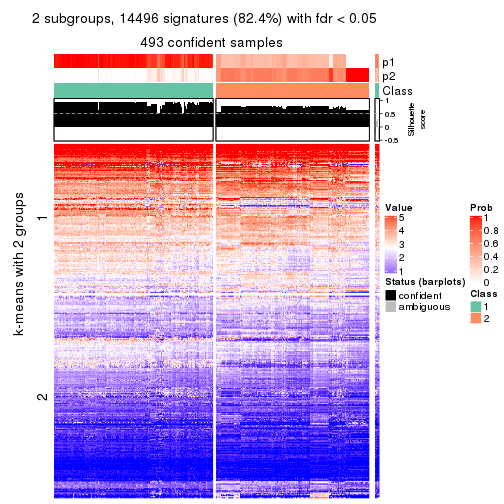 2 subgroups, 14496 signatures (82.4%) with fdr < 0.05
493 confident samples
p1
p2
Class
1
0.5
0
-0.5
Silhouette
score
k-means with 2 groups
1
2
Value
5
4
3
2
1
Status (barplots)
confident
ambiguous
Prob
1
0.8
0.6
0.4
0.2
0
Class
1
2